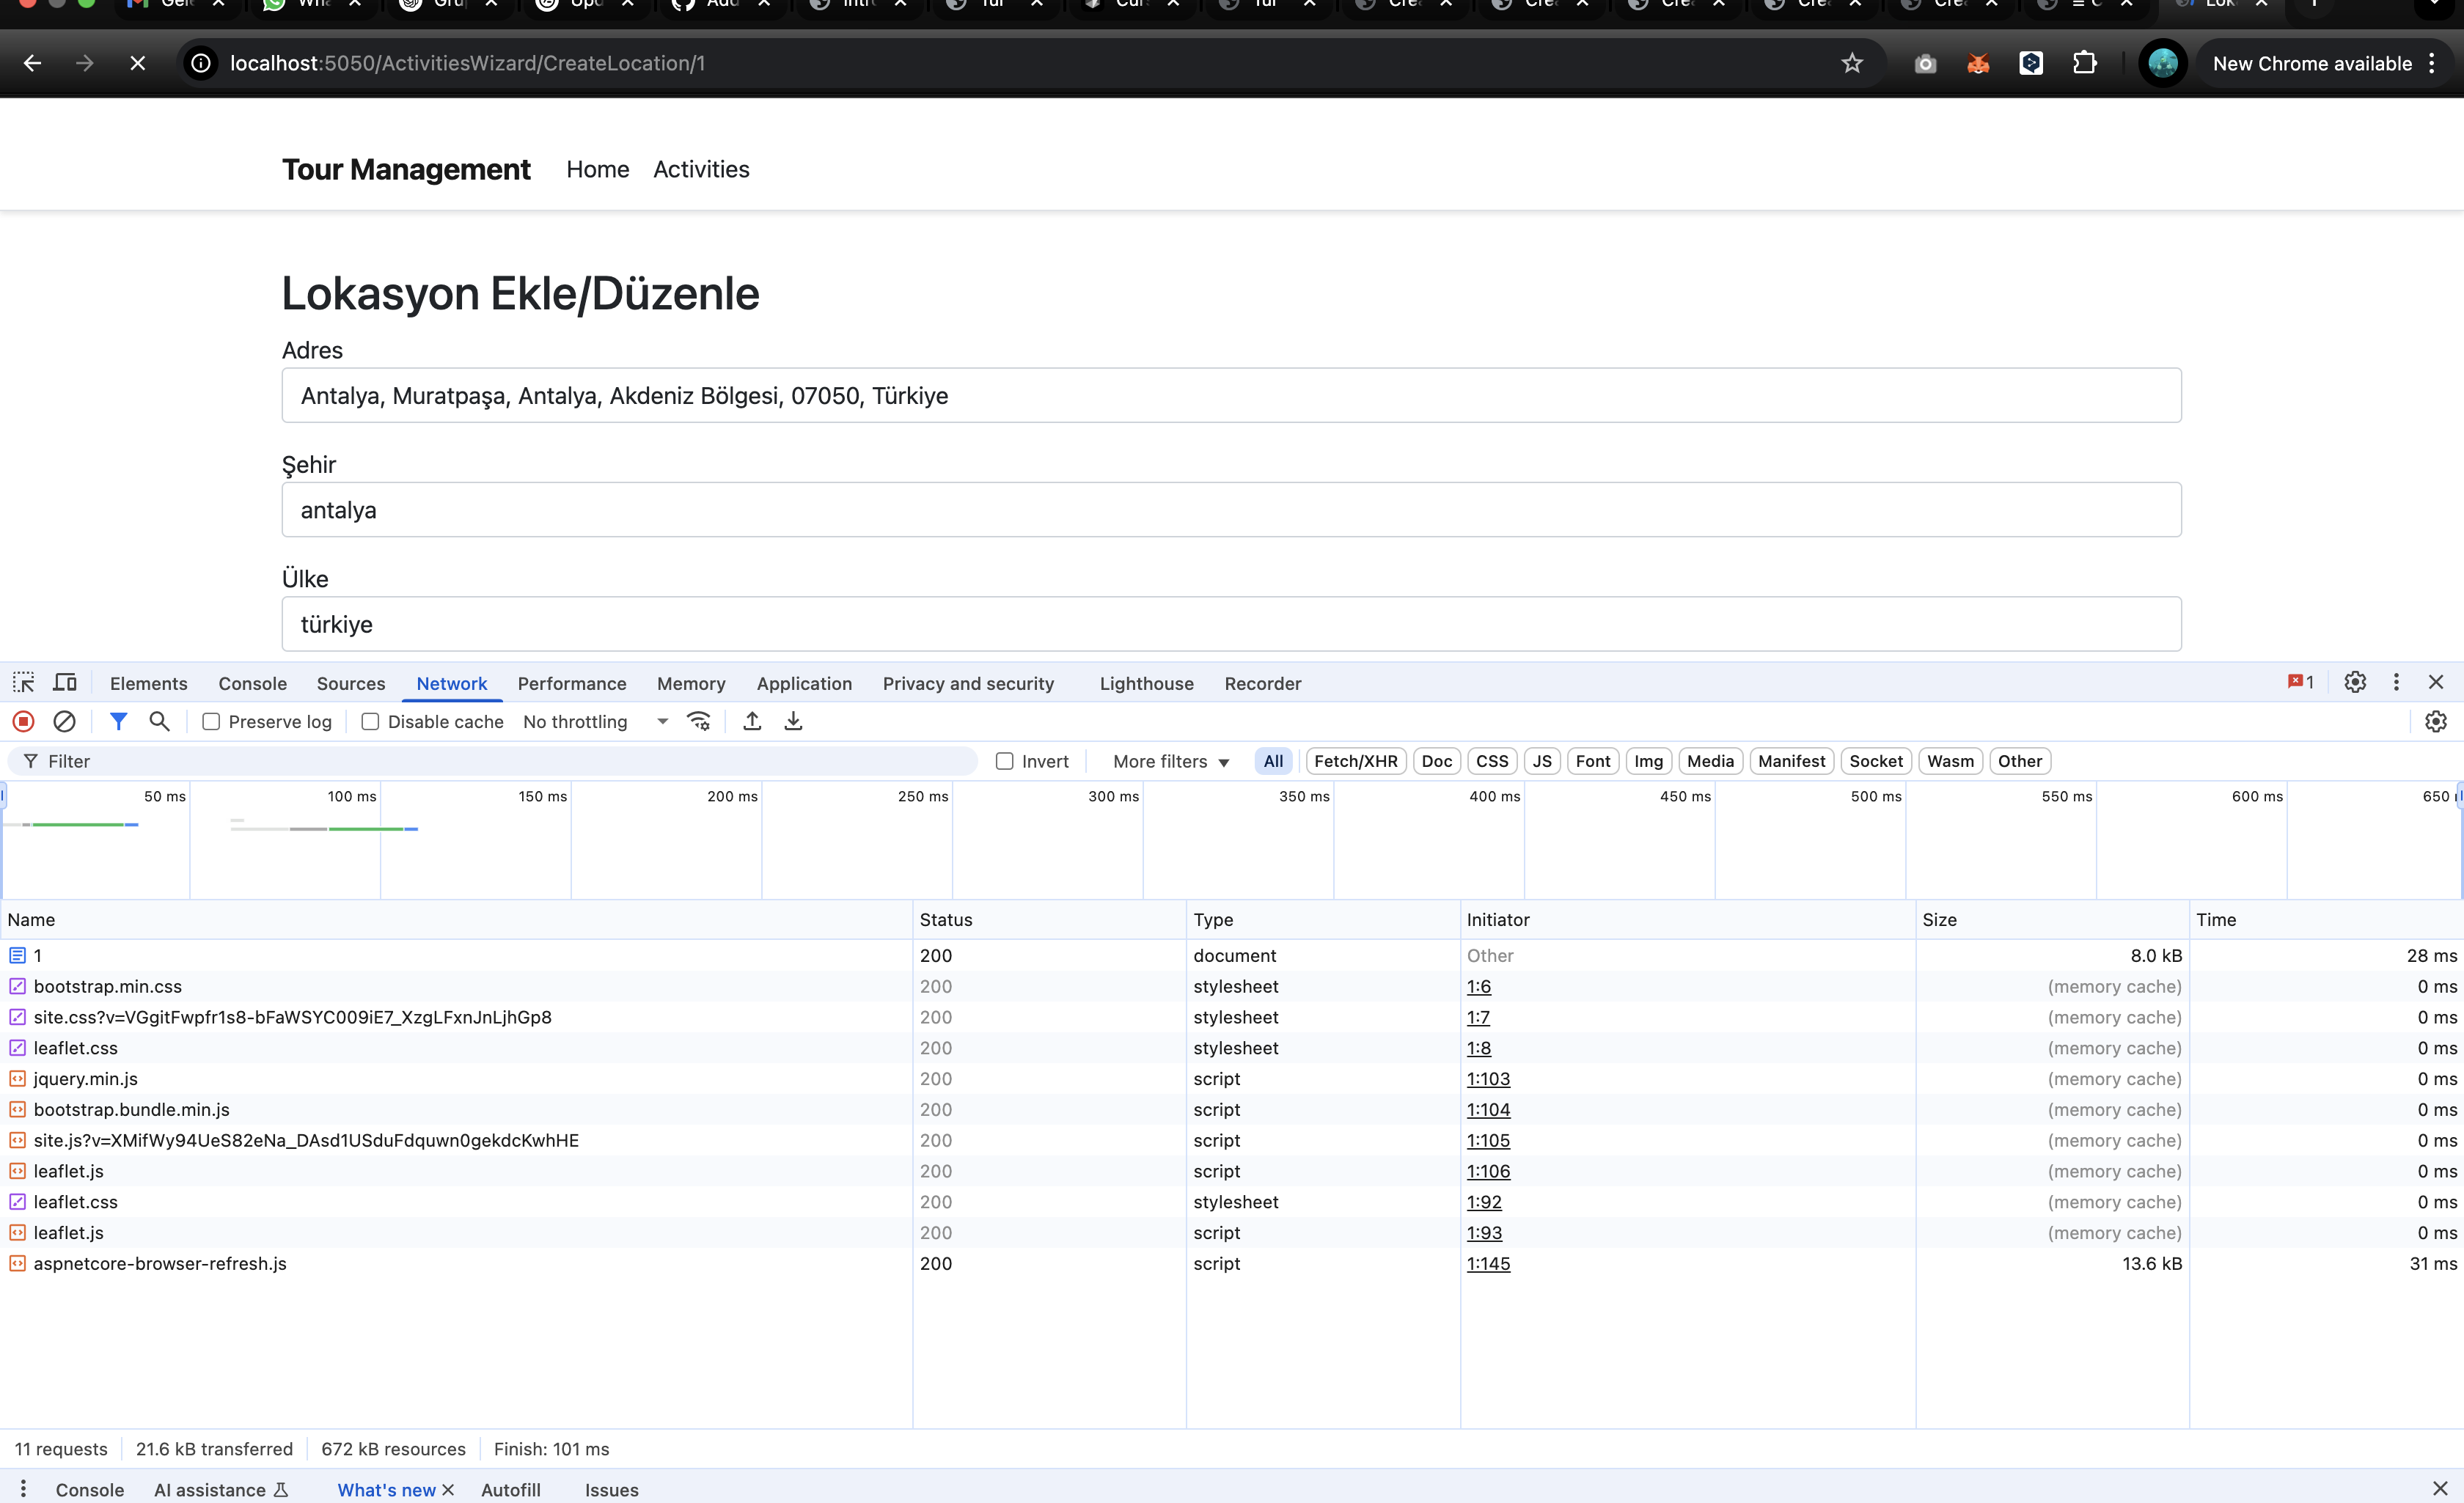 localhost:5050/ActivitiesWizard/CreateLocation/1
New Chrome available
Tour Management Home Activities
Lokasyon Ekle/Düzenle
Adres
Antalya, Muratpaşa, Antalya, Akdeniz Bölgesi, 07050, Türkiye
Şehir
antalya
Ülke
türkiye
Elements Console Sources Network Performance Memory Application Privacy and security Lighthouse Recorder 1
Preserve log Disable cache No throttling
Filter Invert More filters All Fetch/XHR Doc CSS JS Font Img Media Manifest Socket Wasm Other
50 ms 100 ms 150 ms 200 ms 250 ms 300 ms 350 ms 400 ms 450 ms 500 ms 550 ms 600 ms 650
Name Status Type Initiator Size Time
1 200 document Other 8.0 kB 28 ms
bootstrap.min.css 200 stylesheet 1:6 (memory cache) 0 ms
site.css?v=VGgitFwpfr1s8-bFaWSYC009iE7_XzgLFxnJnLjhGp8 200 stylesheet 1:7 (memory cache) 0 ms
leaflet.css 200 stylesheet 1:8 (memory cache) 0 ms
jquery.min.js 200 script 1:103 (memory cache) 0 ms
bootstrap.bundle.min.js 200 script 1:104 (memory cache) 0 ms
site.js?v=XMifWy94UeS82eNa_DAsd1USduFdquwn0gekdcKwhHE 200 script 1:105 (memory cache) 0 ms
leaflet.js 200 script 1:106 (memory cache) 0 ms
leaflet.css 200 stylesheet 1:92 (memory cache) 0 ms
leaflet.js 200 script 1:93 (memory cache) 0 ms
aspnetcore-browser-refresh.js 200 script 1:145 13.6 kB 31 ms
11 requests 21.6 kB transferred 672 kB resources Finish: 101 ms
Console AI assistance What's new Autofill Issues